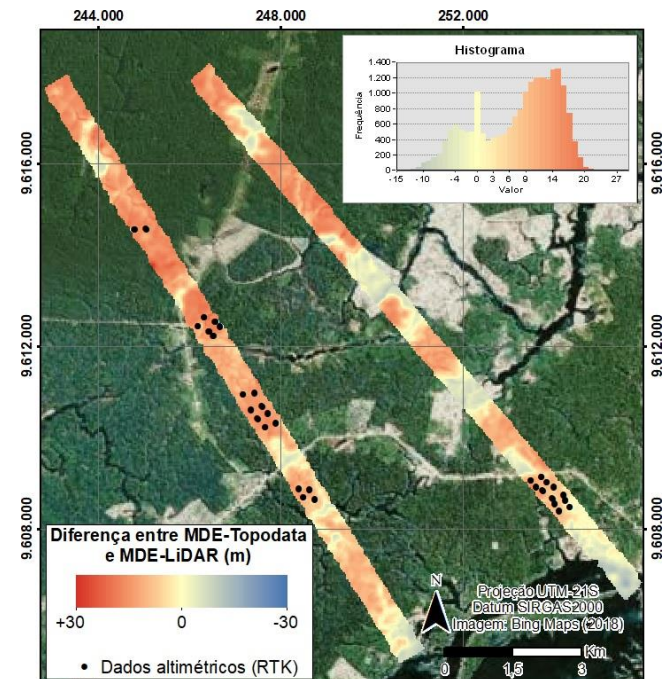 244.000 248.000 252.000
9.616.000 9.616.000
9.612.000 9.612.000
9.608.000 9.608.000
Histograma
Frequência
1.400
1.200
1.000
800
600
400
200
0
-15 -10 -4 0 3 6 9 14 20 27
Valor
Diferença entre MDE-Topodata
e MDE-LiDAR (m)
+30 0 -30
Dados altimétricos (RTK)
N
Projeção UTM-21S
Datum SIRGAS2000
Imagem: Bing Maps (2018)
Km
0 1,5 3